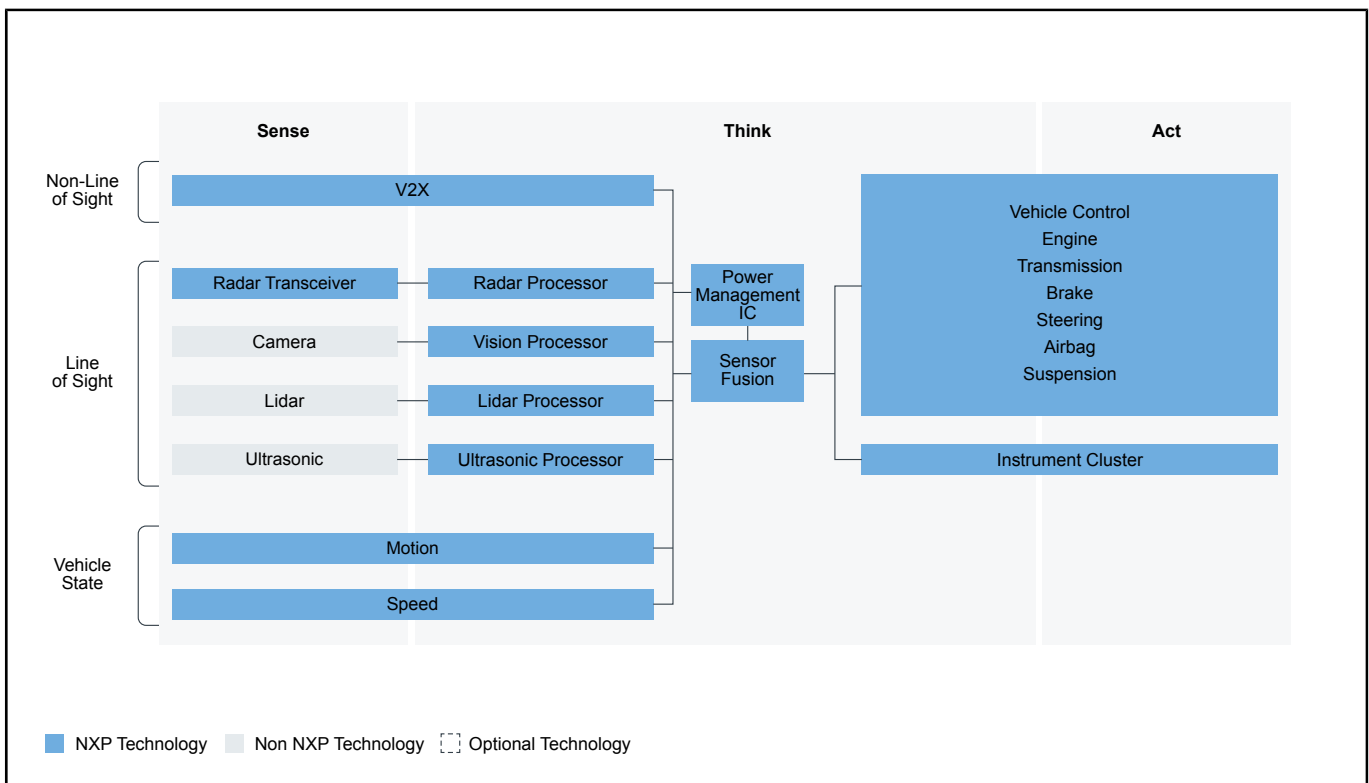 Sense
Think
Act
Non-Line
of Sight
V2X
Line
of Sight
Radar Transceiver
Radar Processor
Camera
Vision Processor
Lidar
Lidar Processor
Ultrasonic
Ultrasonic Processor
Vehicle
State
Motion
Speed
Power
Management
IC
Sensor
Fusion
Vehicle Control
Engine
Transmission
Brake
Steering
Airbag
Suspension
Instrument Cluster
NXP Technology
Non NXP Technology
Optional Technology